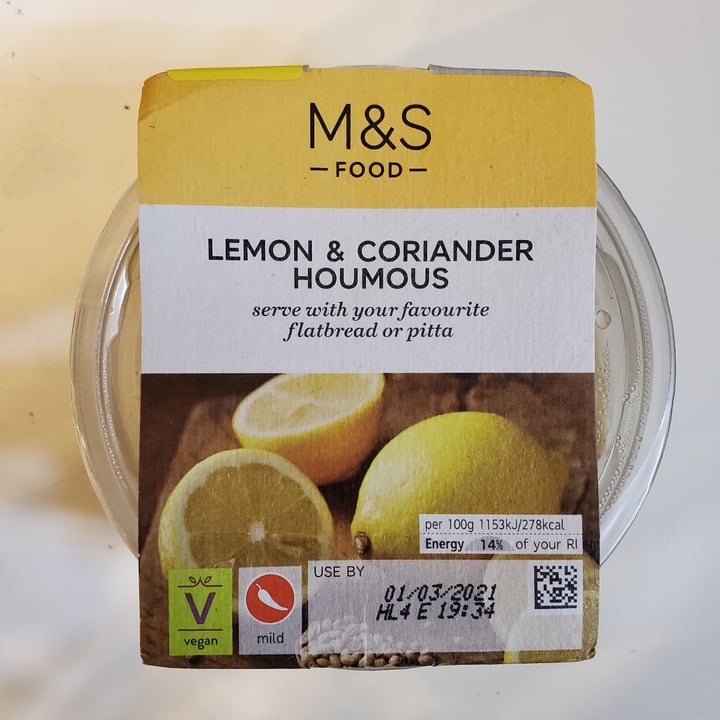 M&S
FOOD
LEMON & CORIANDER
HOUMOUS
serve with your favourite
flatbread or pitta
per 100g 1153kJ/278kcal
Energy 14% of your RI
V
vegan
mild
USE BY
01/03/2021
HL4 E 19:34